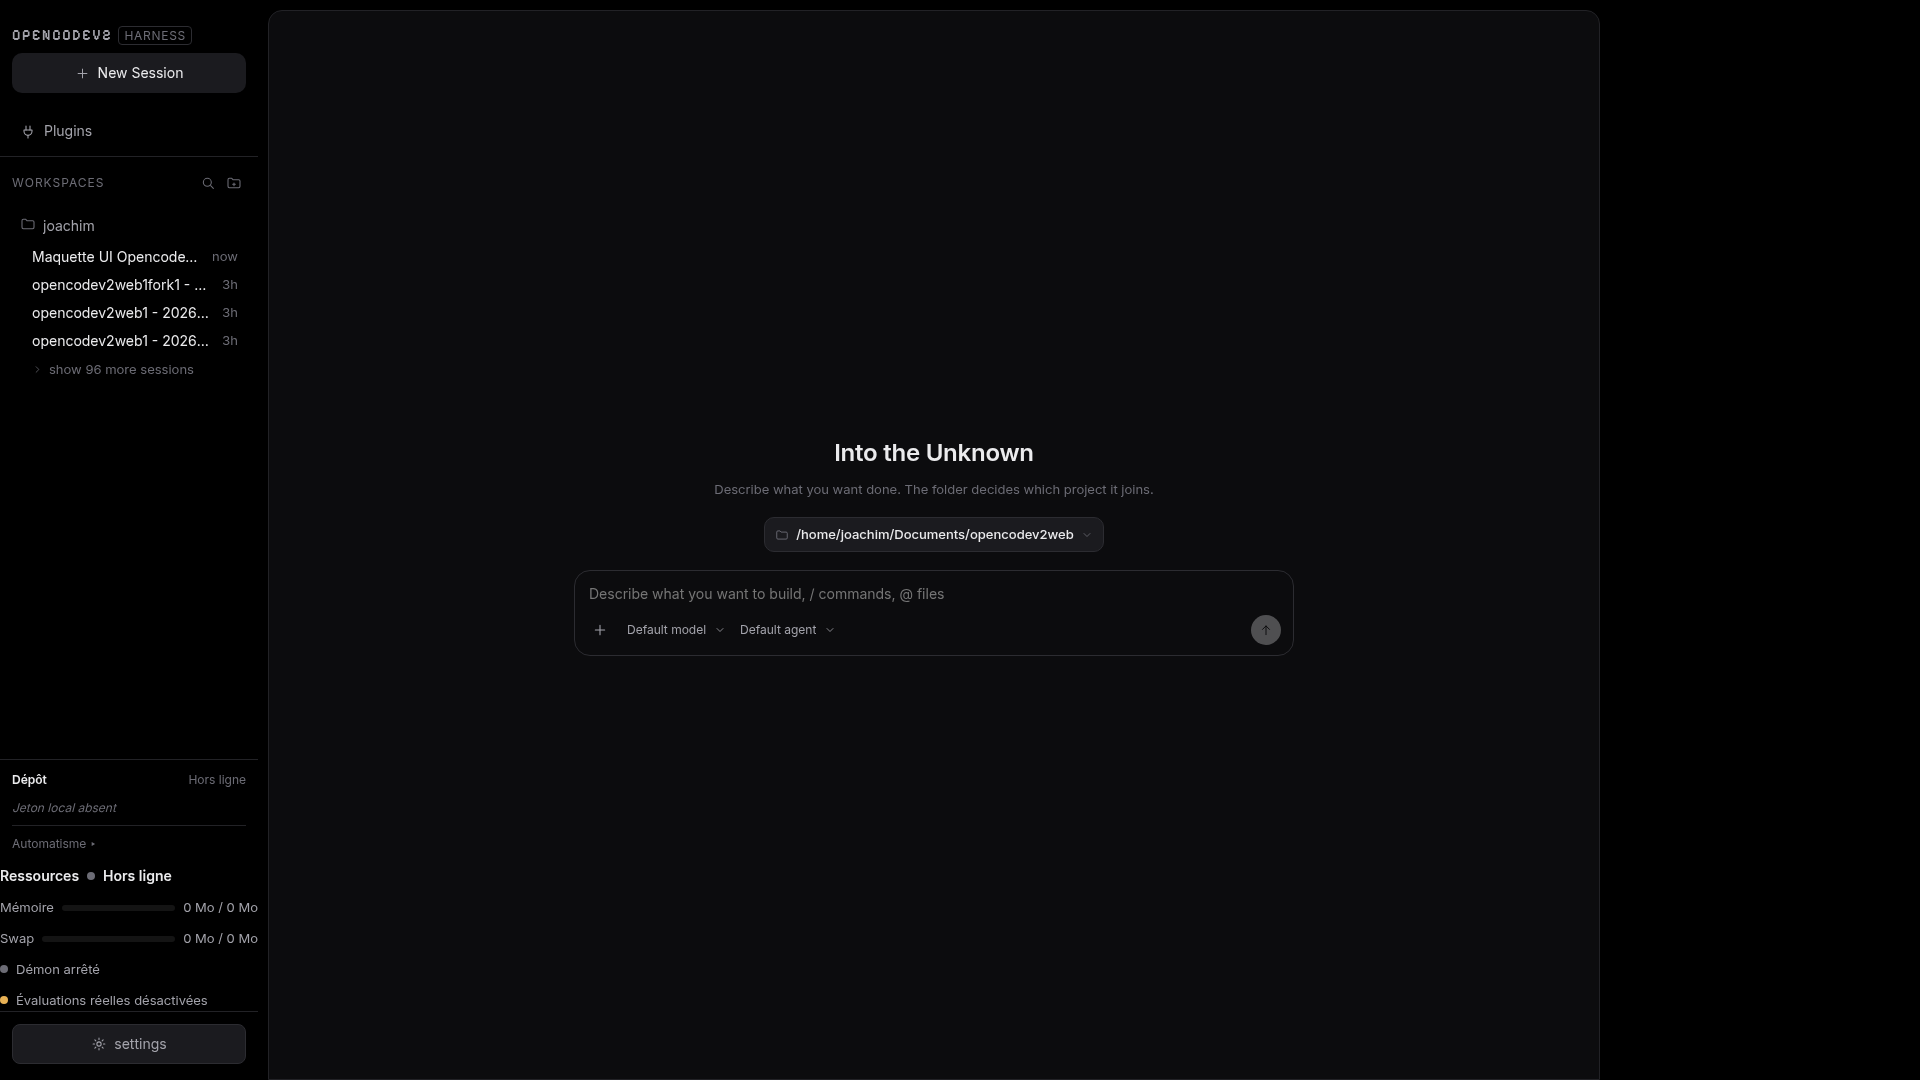 OPENCODEV2 HARNESS
New Session
Plugins
WORKSPACES
joachim
Maquette UI Opencode... now
opencodev2web1fork1 - ... 3h
opencodev2web1 - 2026... 3h
opencodev2web1 - 2026... 3h
show 96 more sessions
Into the Unknown
Describe what you want done. The folder decides which project it joins.
/home/joachim/Documents/opencodev2web
Describe what you want to build, / commands, @ files
Default model Default agent
Dépôt Hors ligne
Jeton local absent
Automatisme
Ressources Hors ligne
Mémoire 0 Mo / 0 Mo
Swap 0 Mo / 0 Mo
Démon arrêté
Évaluations réelles désactivées
settings